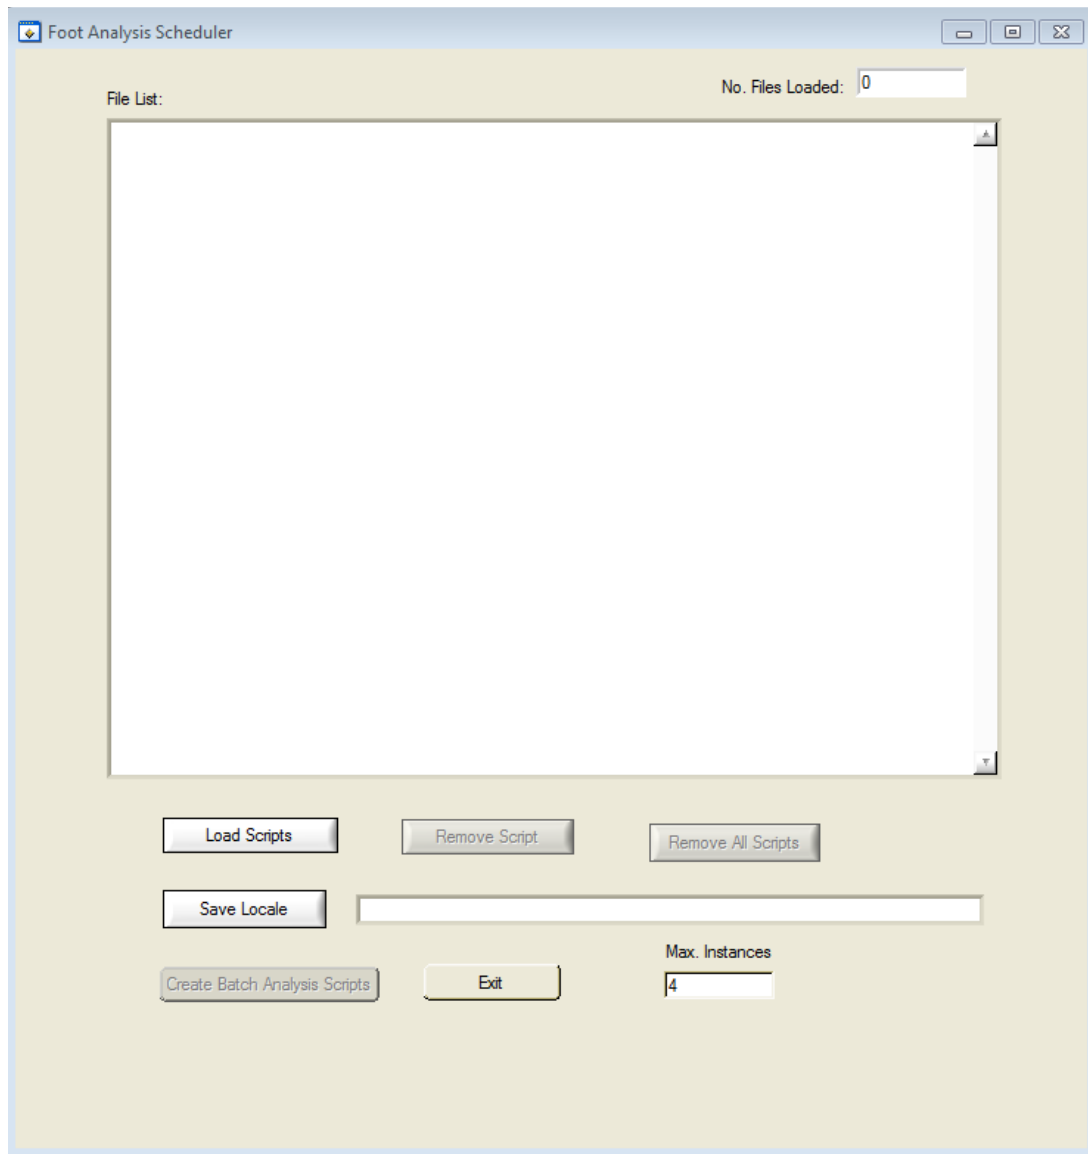 Foot Analysis Scheduler
No. Files Loaded: 0
File List:
Load Scripts
Remove Script
Remove All Scripts
Save Locale
Max. Instances
Create Batch Analysis Scripts
Exit
4